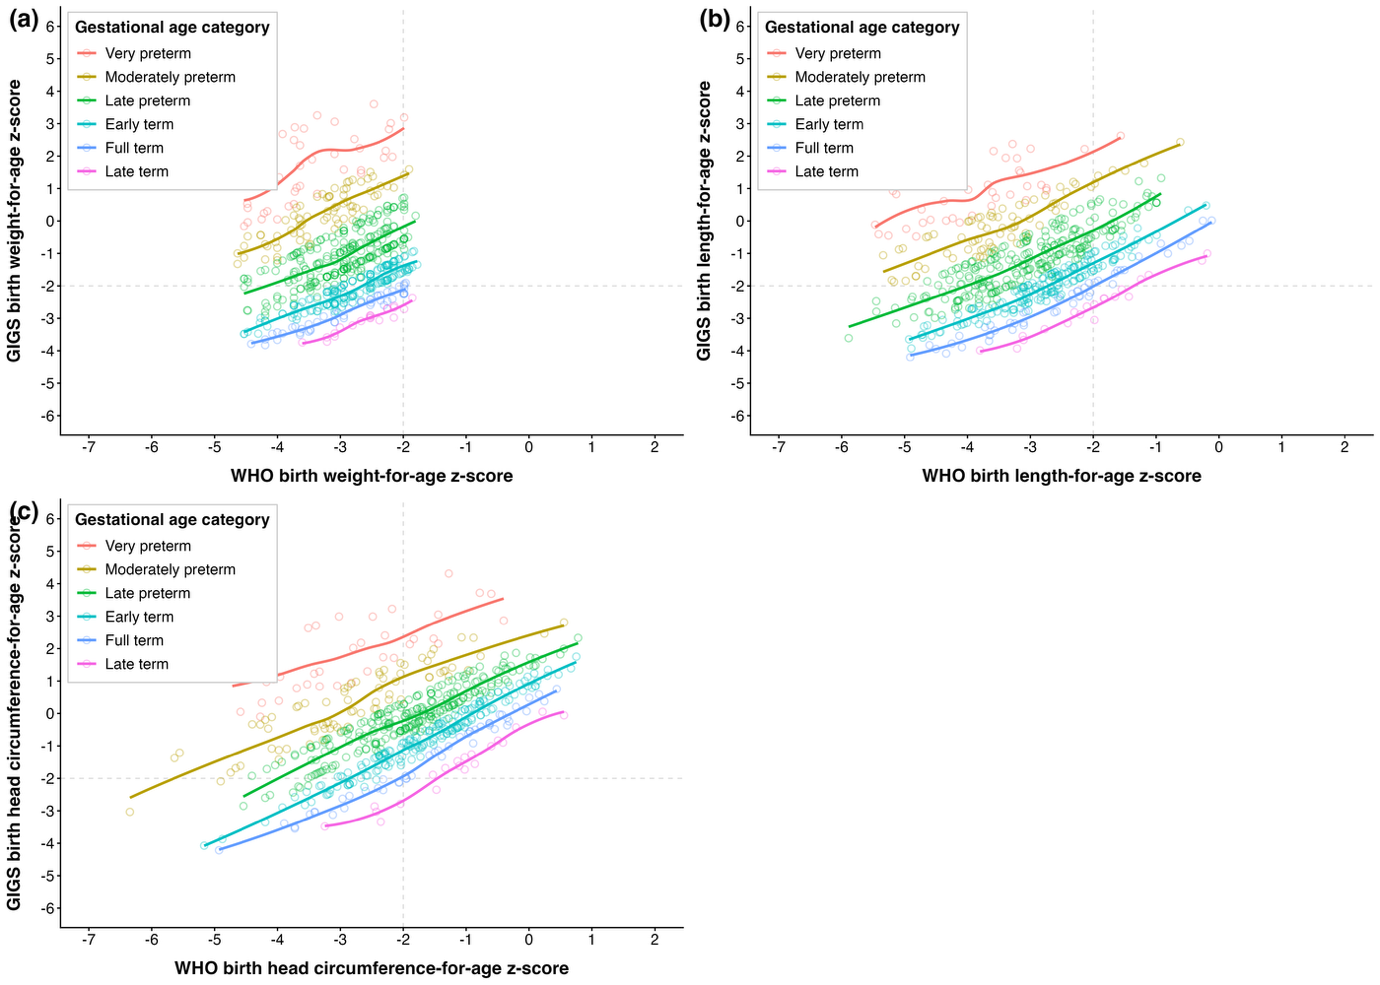 (a)
Gestational age category
Very preterm
Moderately preterm
Late preterm
Early term
Full term
Late term
GIGS birth weight-for-age z-score
6
5
4
3
2
1
0
-1
-2
-3
-4
-5
-6
-7 -6 -5 -4 -3 -2 -1 0 1 2
WHO birth weight-for-age z-score
(b)
Gestational age category
Very preterm
Moderately preterm
Late preterm
Early term
Full term
Late term
GIGS birth length-for-age z-score
6
5
4
3
2
1
0
-1
-2
-3
-4
-5
-6
-7 -6 -5 -4 -3 -2 -1 0 1 2
WHO birth length-for-age z-score
(c)
Gestational age category
Very preterm
Moderately preterm
Late preterm
Early term
Full term
Late term
GIGS birth head circumference-for-age z-score
6
5
4
3
2
1
0
-1
-2
-3
-4
-5
-6
-7 -6 -5 -4 -3 -2 -1 0 1 2
WHO birth head circumference-for-age z-score